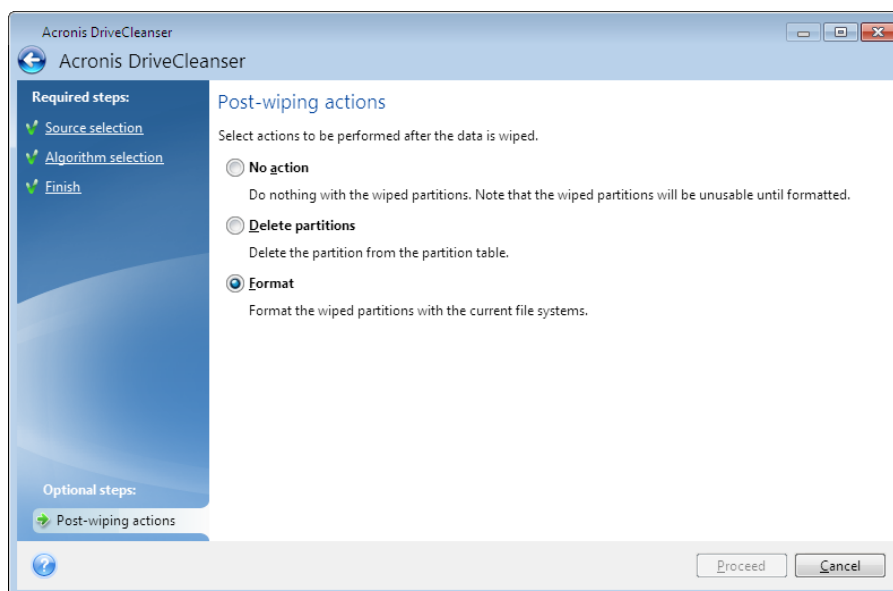 Acronis DriveCleanser
Acronis DriveCleanser
Required steps:
Source selection
Algorithm selection
Finish
Post-wiping actions
Select actions to be performed after the data is wiped.
No action
Do nothing with the wiped partitions. Note that the wiped partitions will be unusable until formatted.
Delete partitions
Delete the partition from the partition table.
Format
Format the wiped partitions with the current file systems.
Optional steps:
Post-wiping actions
?
Proceed
Cancel